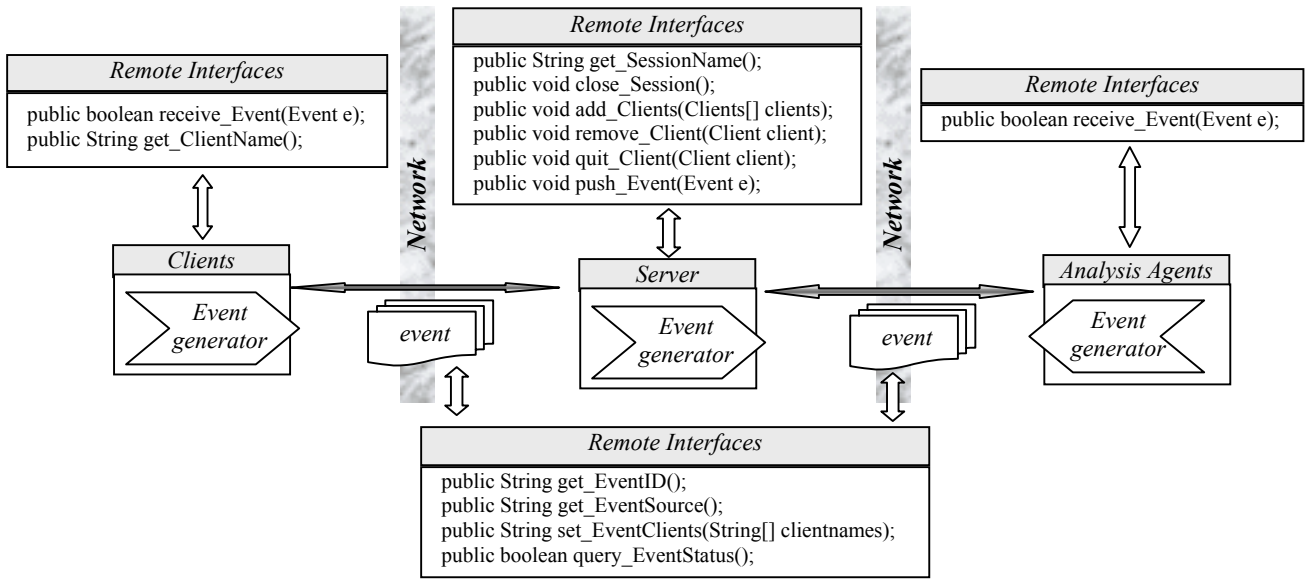 Remote Interfaces
public boolean receive_Event(Event e);
public String get_ClientName();
Network
Remote Interfaces
public String get_SessionName();
public void close_Session();
public void add_Clients(Clients[] clients);
public void remove_Client(Client client);
public void quit_Client(Client client);
public void push_Event(Event e);
Network
Remote Interfaces
public boolean receive_Event(Event e);
Clients
Event
generator
event
Server
Event
generator
event
Analysis Agents
Event
generator
Remote Interfaces
public String get_EventID();
public String get_EventSource();
public String set_EventClients(String[] clientnames);
public boolean query_EventStatus();